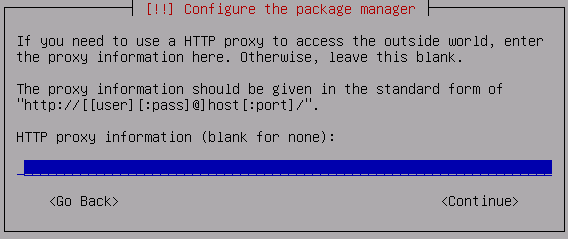 [!!] Configure the package manager
If you need to use a HTTP proxy to access the outside world, enter
the proxy information here. Otherwise, leave this blank.
The proxy information should be given in the standard form of
"http://[[user][:pass]@]host[:port]/".
HTTP proxy information (blank for none):
<Go Back> <Continue>